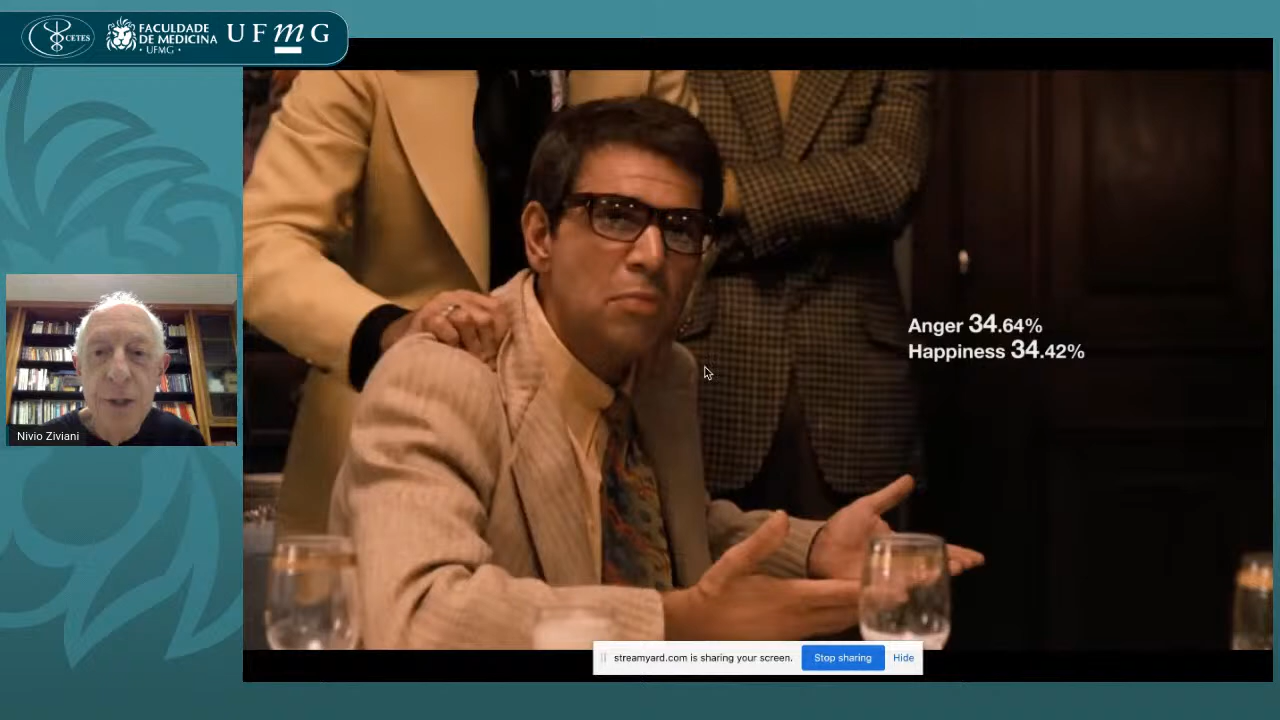 CETES
FACULDADE
DE MEDICINA
• UFMG •
UFMG
Anger 34.64%
Happiness 34.42%
Nivio Ziviani
streamyard.com is sharing your screen.
Stop sharing
Hide